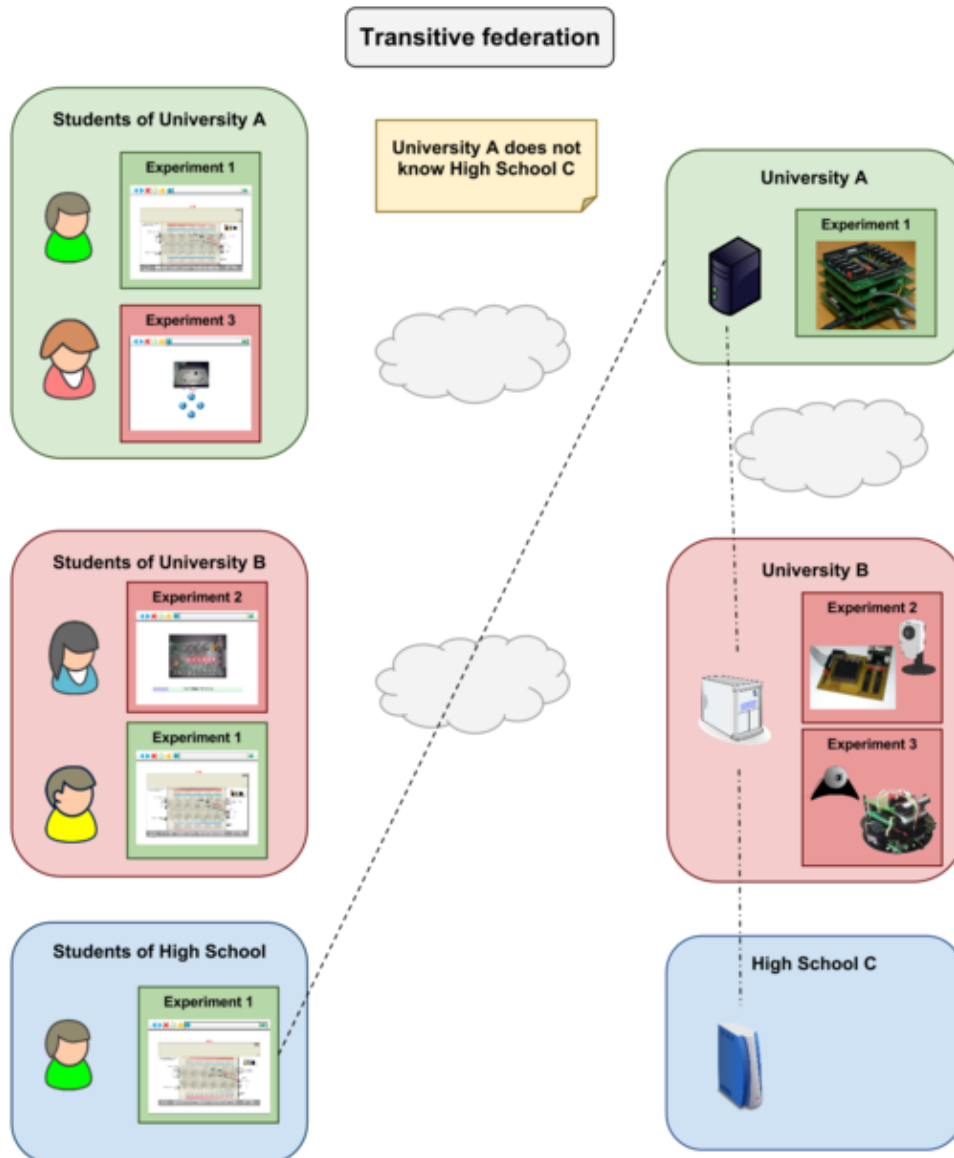 Transitive federation
Students of University A
Experiment 1
Experiment 3
University A does not
know High School C
University A
Experiment 1
Students of University B
Experiment 2
Experiment 1
University B
Experiment 2
Experiment 3
Students of High School
Experiment 1
High School C